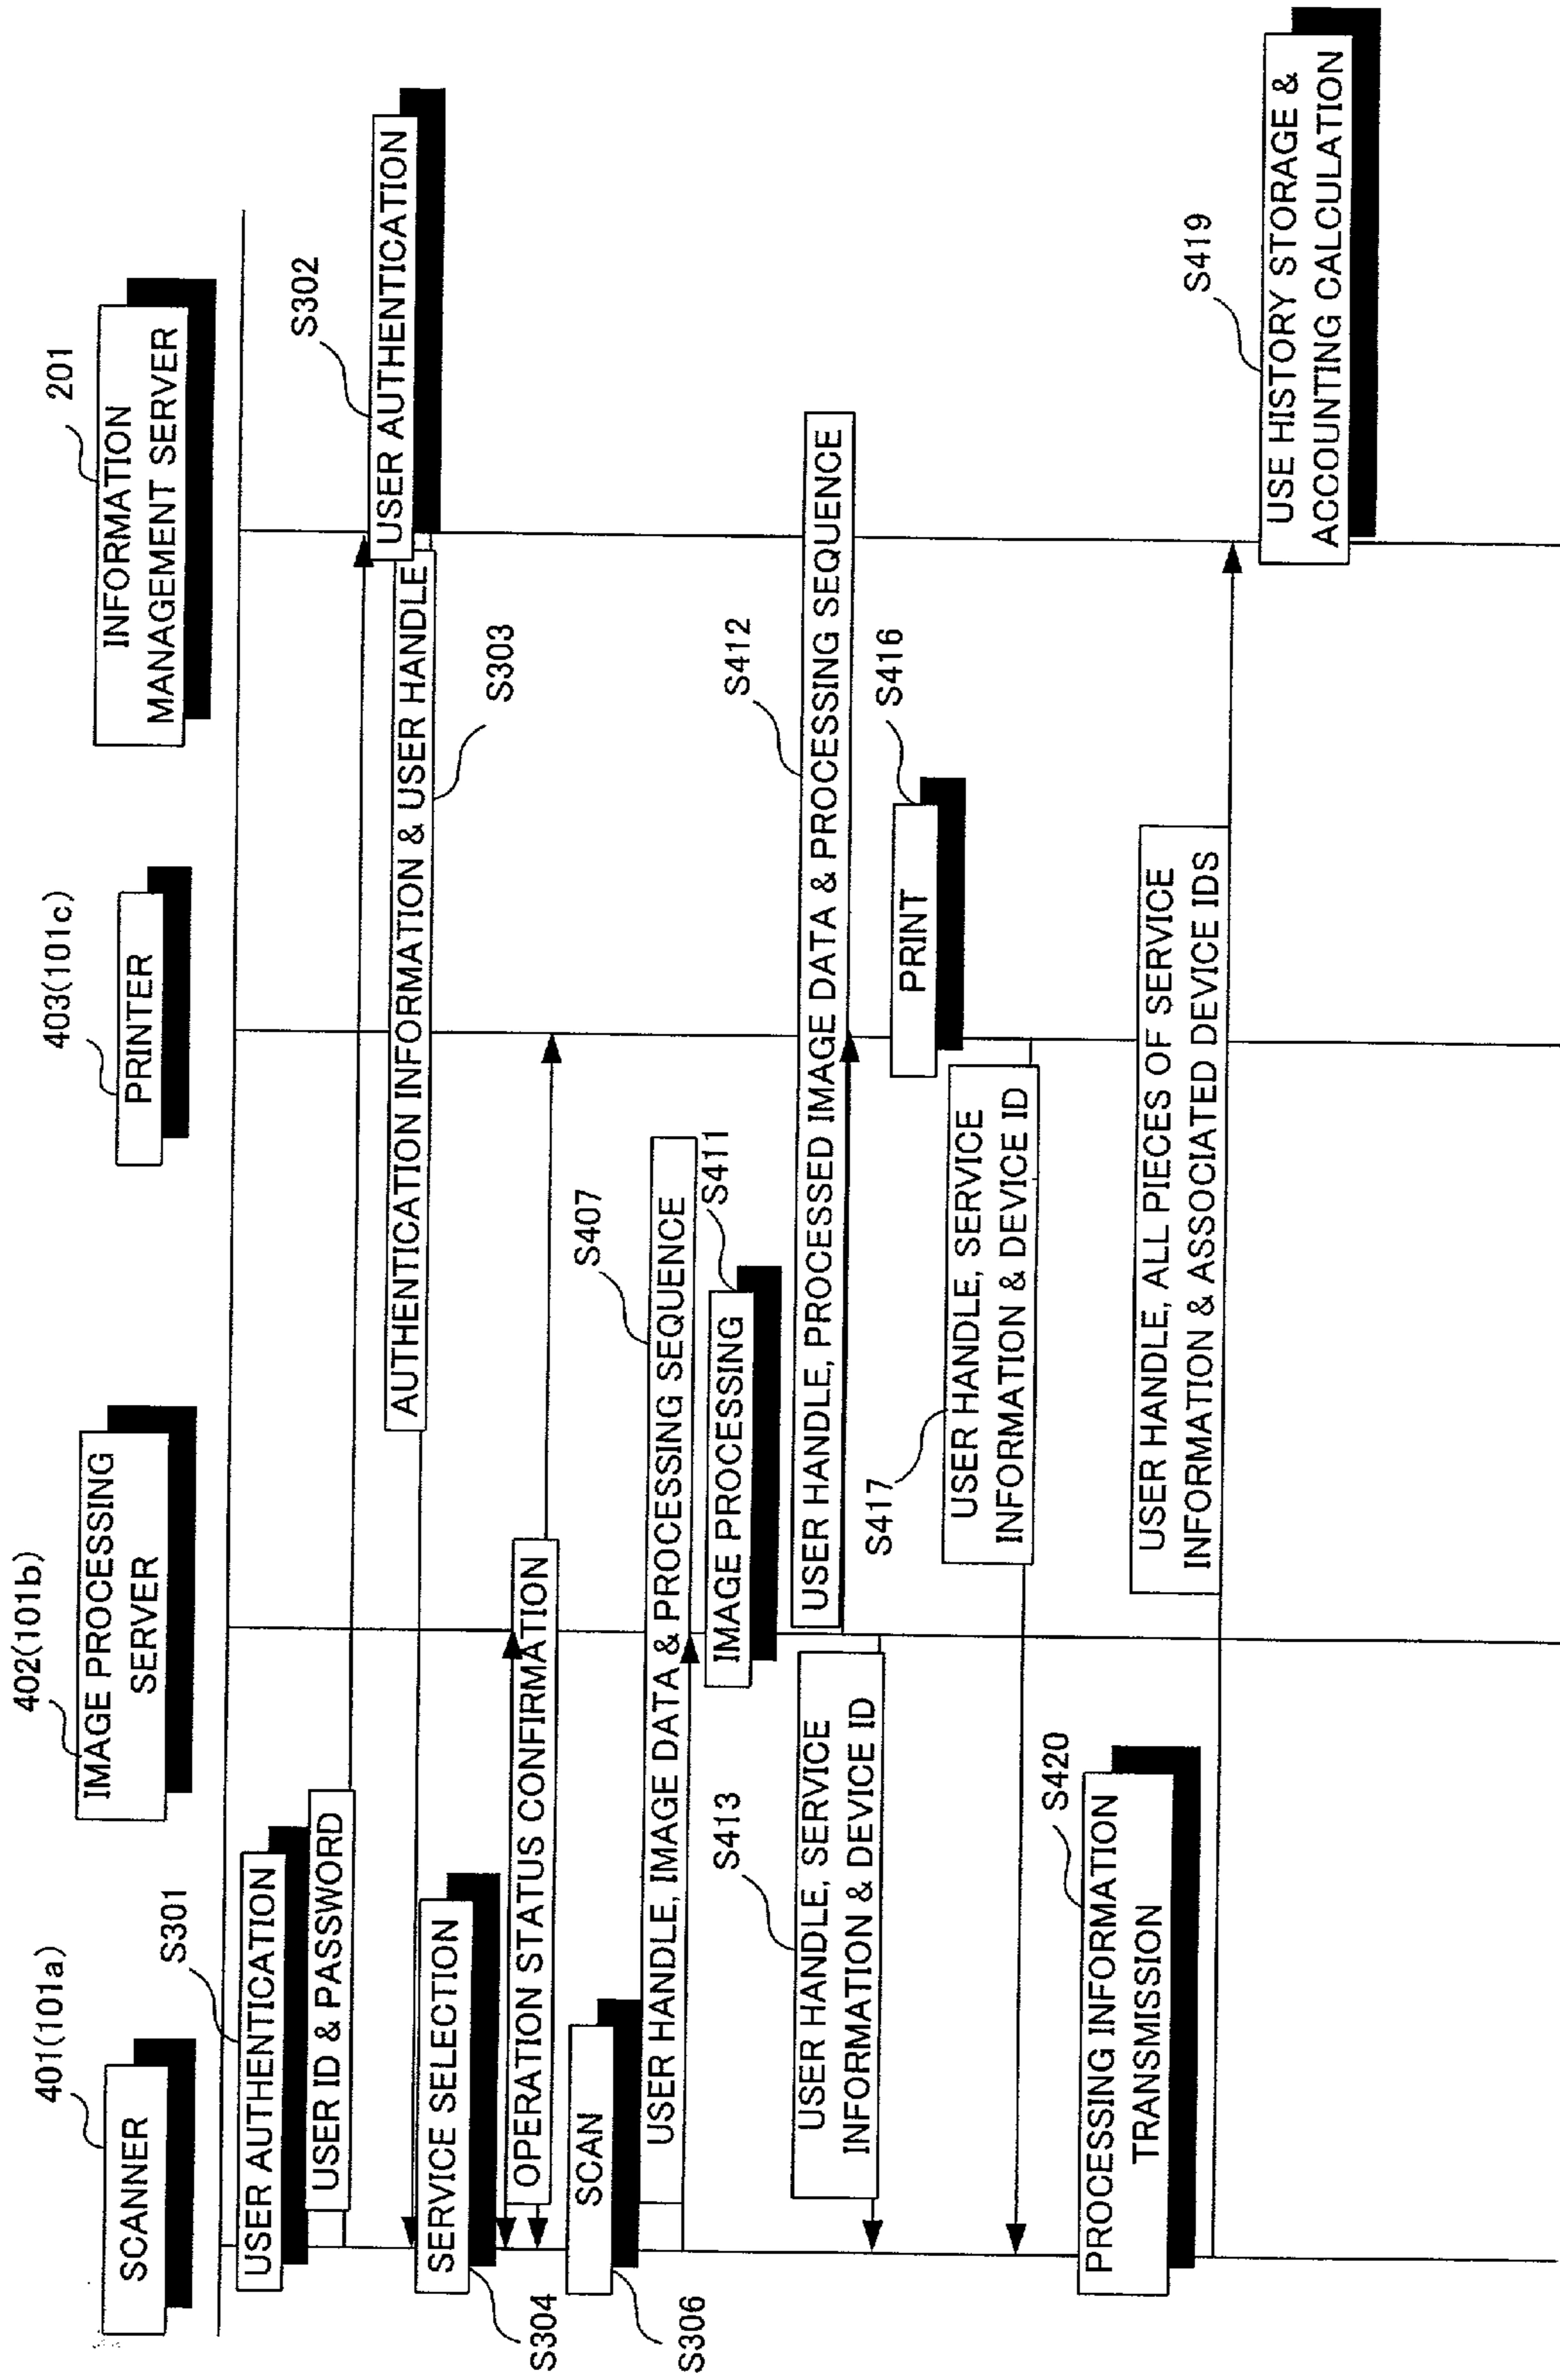 401(101a)
SCANNER
402(101b)
IMAGE PROCESSING
SERVER
403(101c)
PRINTER
201
INFORMATION
MANAGEMENT SERVER
S301
USER AUTHENTICATION
USER ID & PASSWORD
S302
USER AUTHENTICATION
AUTHENTICATION INFORMATION & USER HANDLE
S303
SERVICE SELECTION
S304
OPERATION STATUS CONFIRMATION
SCAN
S306
S407
USER HANDLE, IMAGE DATA & PROCESSING SEQUENCE
S411
IMAGE PROCESSING
S412
USER HANDLE, PROCESSED IMAGE DATA & PROCESSING SEQUENCE
S413
USER HANDLE, SERVICE
INFORMATION & DEVICE ID
S416
PRINT
S417
USER HANDLE, SERVICE
INFORMATION & DEVICE ID
S420
PROCESSING INFORMATION
TRANSMISSION
USER HANDLE, ALL PIECES OF SERVICE
INFORMATION & ASSOCIATED DEVICE IDS
S419
USE HISTORY STORAGE &
ACCOUNTING CALCULATION